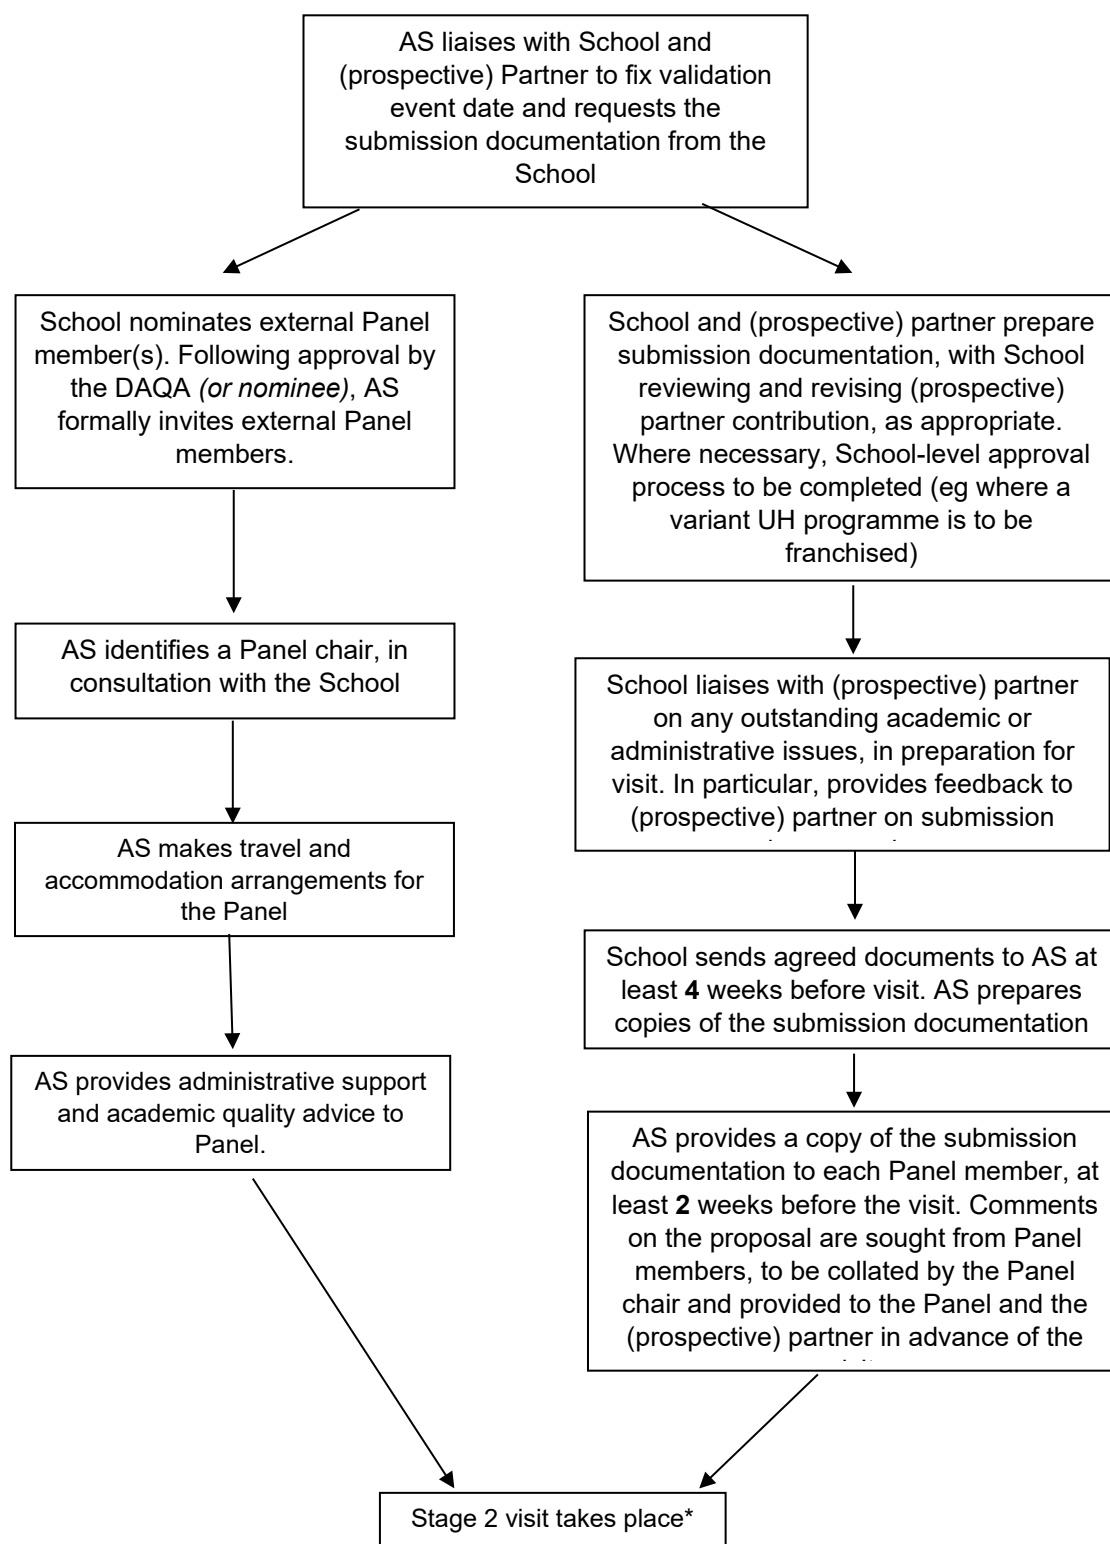 AS liaises with School and
(prospective) Partner to fix validation
event date and requests the
submission documentation from the
School
School nominates external Panel
member(s). Following approval by
the DAQA (or nominee), AS
formally invites external Panel
members.
AS identifies a Panel chair, in
consultation with the School
AS makes travel and
accommodation arrangements for
the Panel
AS provides administrative support
and academic quality advice to
Panel.
School and (prospective) partner prepare
submission documentation, with School
reviewing and revising (prospective)
partner contribution, as appropriate.
Where necessary, School-level approval
process to be completed (eg where a
variant UH programme is to be
franchised)
School liaises with (prospective) partner
on any outstanding academic or
administrative issues, in preparation for
visit. In particular, provides feedback to
(prospective) partner on submission
School sends agreed documents to AS at
least 4 weeks before visit. AS prepares
copies of the submission documentation
AS provides a copy of the submission
documentation to each Panel member, at
least 2 weeks before the visit. Comments
on the proposal are sought from Panel
members, to be collated by the Panel
chair and provided to the Panel and the
(prospective) partner in advance of the
Stage 2 visit takes place*